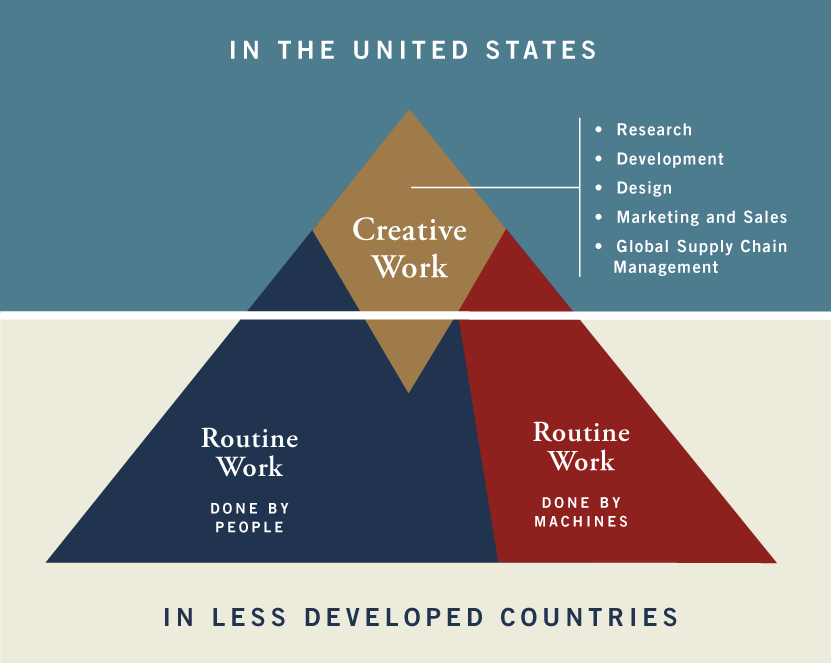 IN THE UNITED STATES
• Research
• Development
• Design
• Marketing and Sales
• Global Supply Chain
Management
Creative
Work
Routine
Work
DONE BY
PEOPLE
Routine
Work
DONE BY
MACHINES
IN LESS DEVELOPED COUNTRIES